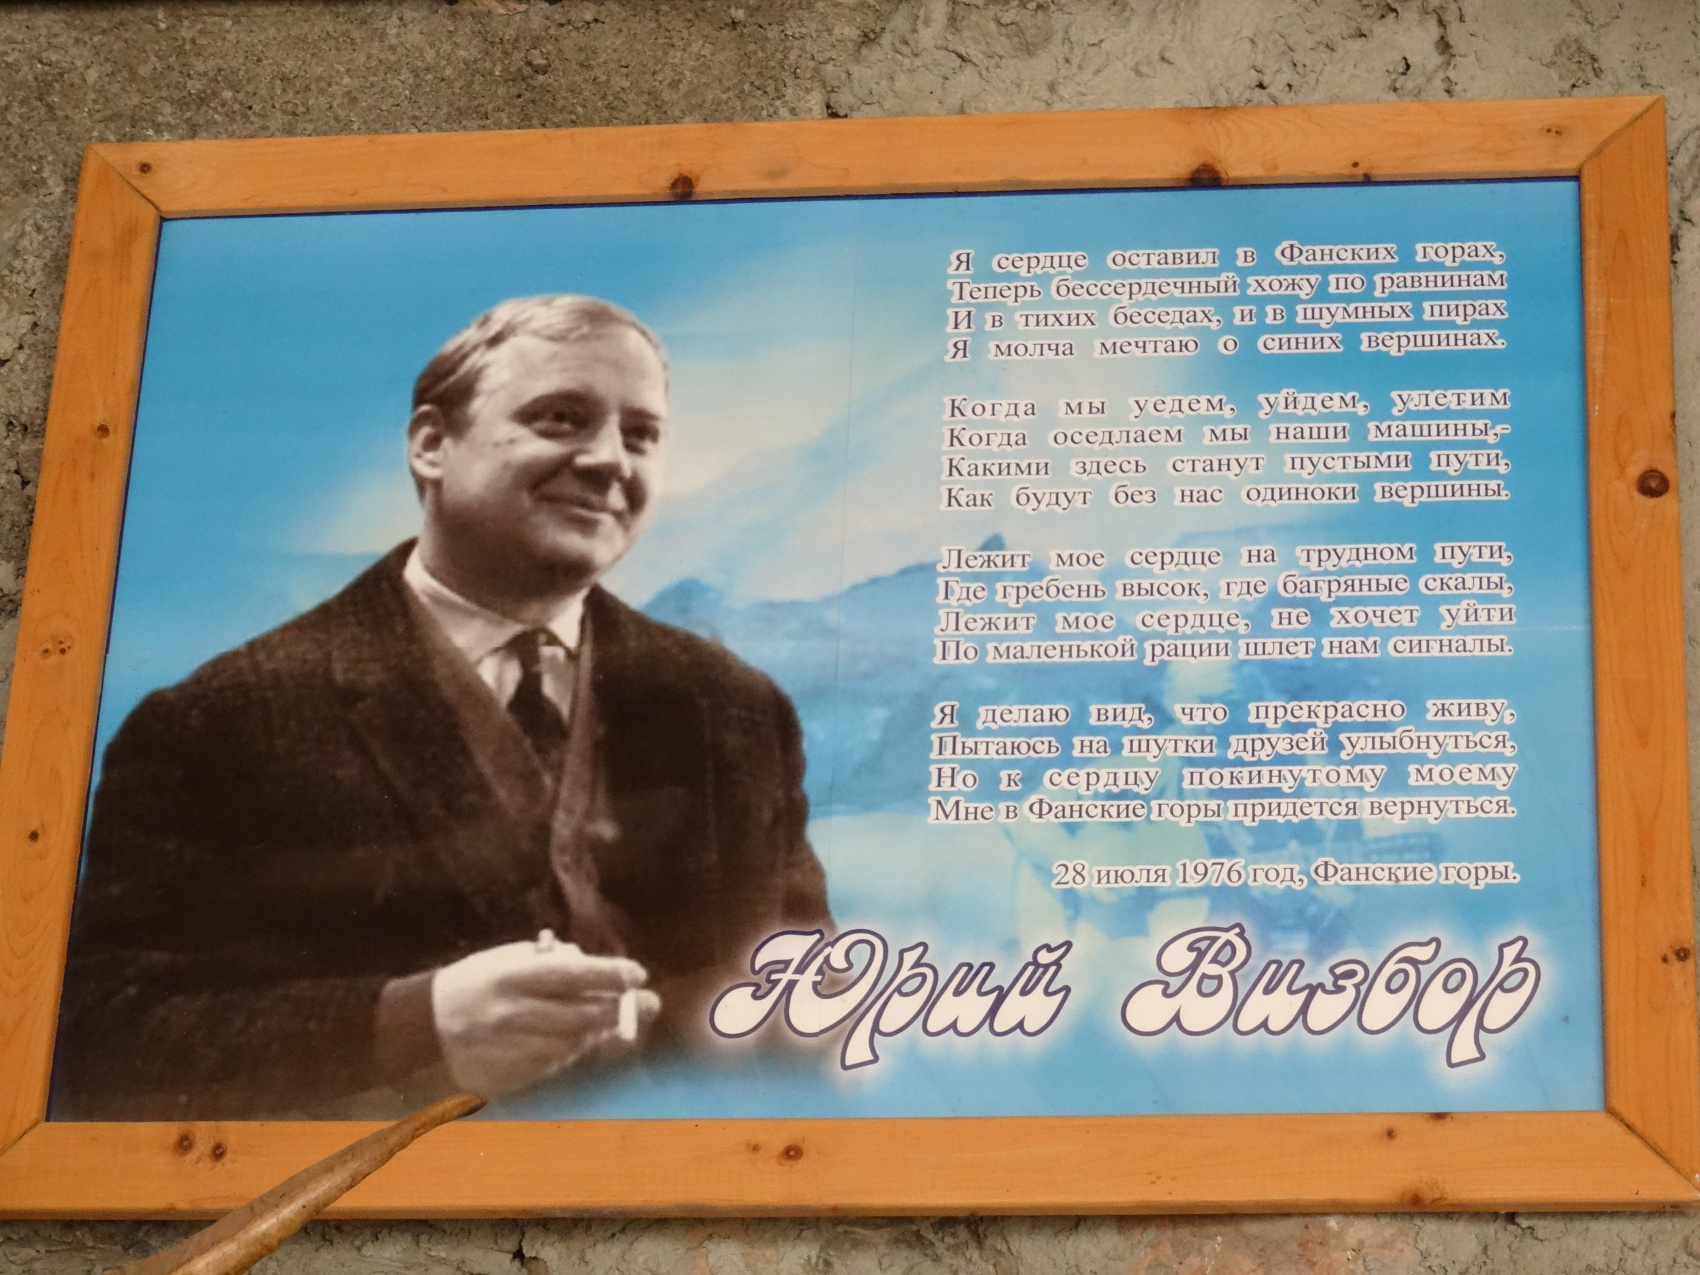 Я сердце оставил в Фанских горах,
Теперь бессердечный хожу по равнинам
И в тихих беседах, и в шумных пирах
Я молча мечтаю о синих вершинах.
Когда мы уедем, уйдем, улетим
Когда оседлаем мы наши машины,-
Какими здесь станут пустыми пути,
Как будут без нас одиноки вершины.
Лежит мое сердце на трудном пути,
Где гребень высок, где багряные скалы,
Лежит мое сердце, не хочет уйти
По маленькой рации шлет нам сигналы.
Я делаю вид, что прекрасно живу,
Пытаюсь на шутки друзей улыбнуться,
Но к сердцу покинутому моему
Мне в Фанские горы придется вернуться.
28 июля 1976 год, Фанские горы.
Юрий Визбор